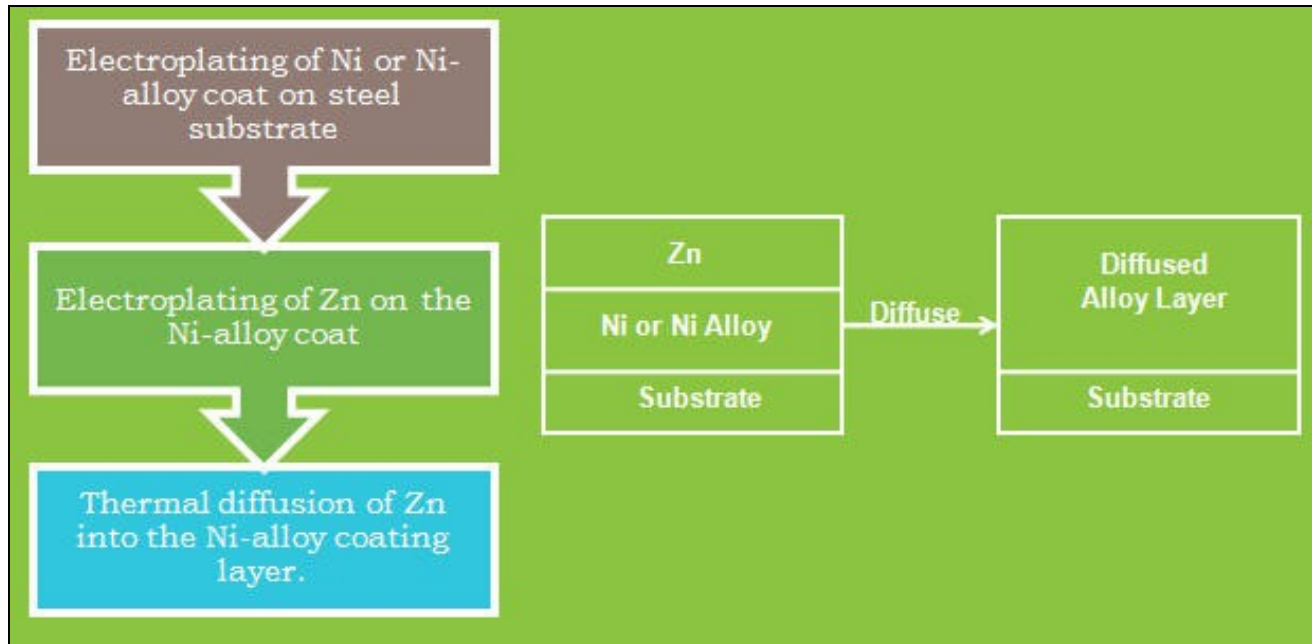 Electroplating of Ni or Ni-
alloy coat on steel
substrate
Electroplating of Zn on the
Ni-alloy coat
Thermal diffusion of Zn
into the Ni-alloy coating
layer.
Zn
Ni or Ni Alloy
Substrate
Diffuse
Diffused
Alloy Layer
Substrate